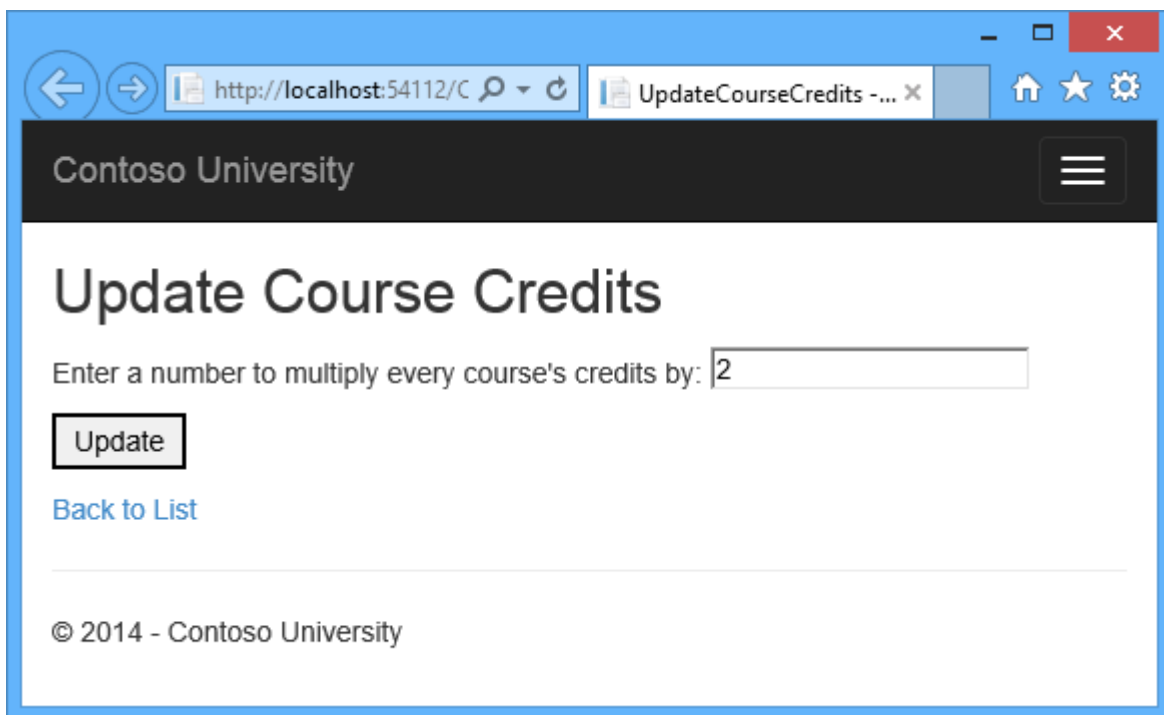 http://localhost:54112/C
UpdateCourseCredits -...
Contoso University
Update Course Credits
Enter a number to multiply every course's credits by: 2
Update
Back to List
© 2014 - Contoso University